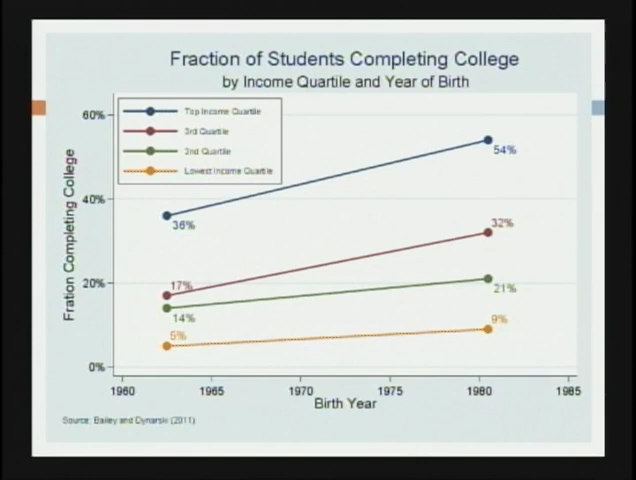 Fraction of Students Completing College
by Income Quartile and Year of Birth
Fration Completing College
60%
40%
20%
0%
Top Income Quartile
3rd Quartile
2nd Quartile
Lowest Income Quartile
36%
54%
17%
32%
14%
21%
5%
9%
1960 1965 1970 1975 1980 1985
Birth Year
Source: Bailey and Dynarski (2011)